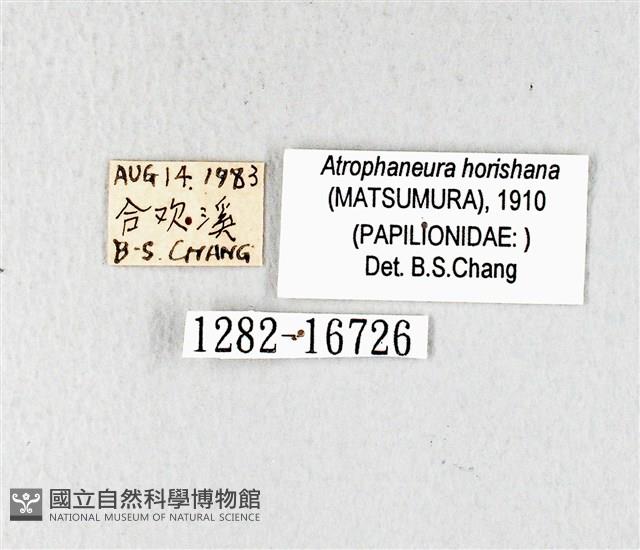 AUG 14. 1983
合欢溪
B-S. CHANG
Atrophaneura horishana
(MATSUMURA), 1910
(PAPILIONIDAE: )
Det. B.S.Chang
1282-16726
國立自然科學博物館
NATIONAL MUSEUM OF NATURAL SCIENCE